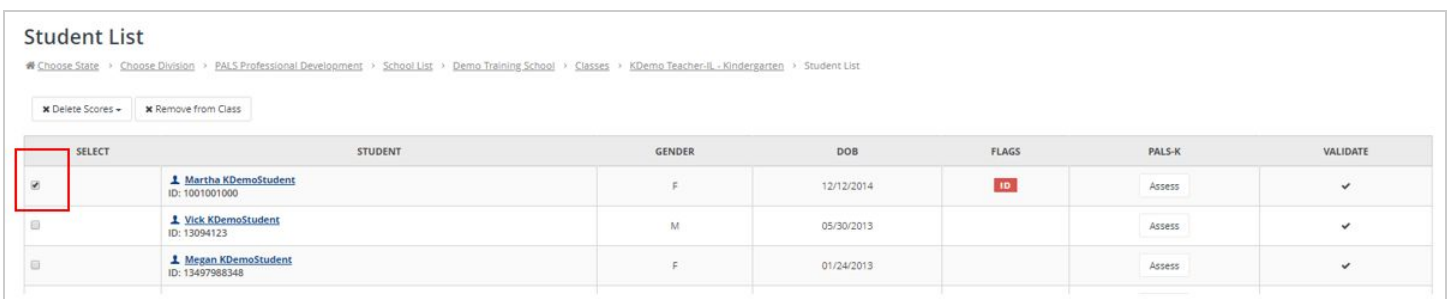 Student List
Choose State > Choose Division > PALS Professional Development > School List > Demo Training School > Classes > KDemo Teacher-IL - Kindergarten > Student List
✖ Delete Scores ✖ Remove from Class
SELECT STUDENT GENDER DOB FLAGS PALS-K VALIDATE
Martha KDemoStudent F 12/12/2014 ID Assess ✔
ID: 1001001000
Vick KDemoStudent M 05/30/2013 Assess ✔
ID: 13094123
Megan KDemoStudent F 01/24/2013 Assess ✔
ID: 13497988348